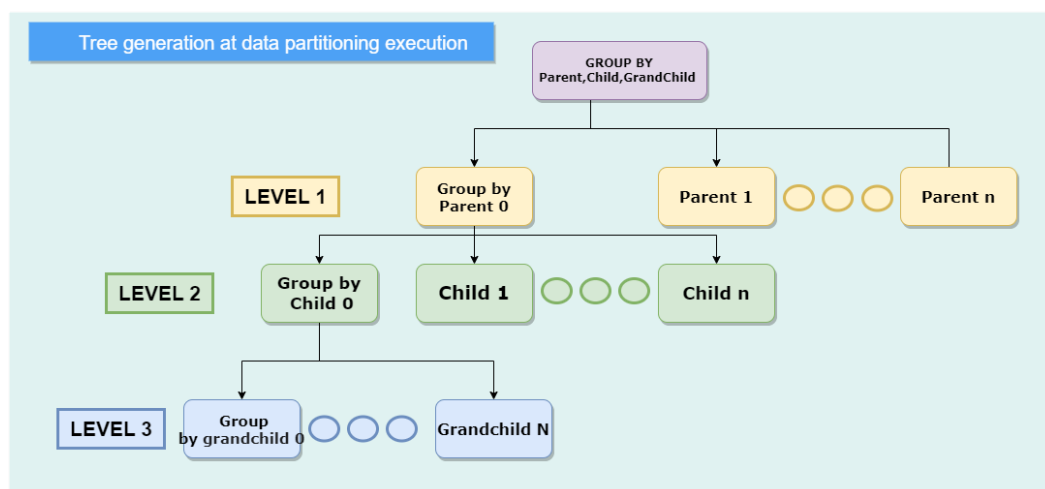 Tree generation at data partitioning execution
GROUP BY
Parent,Child,GrandChild
LEVEL 1
Group by
Parent 0
Parent 1
Parent n
LEVEL 2
Group by
Child 0
Child 1
Child n
LEVEL 3
Group
by grandchild 0
Grandchild N